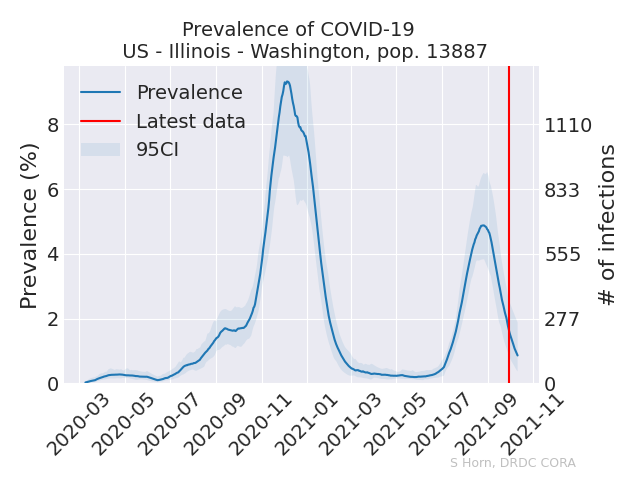 Prevalence of COVID-19
US - Illinois - Washington, pop. 13887
Prevalence
Latest data
95CI
Prevalence (%)
8
6
4
2
0
1110
833
555
277
0
# of infections
2020-03
2020-05
2020-07
2020-09
2020-11
2021-01
2021-03
2021-05
2021-07
2021-09
2021-11
S Horn, DRDC CORA